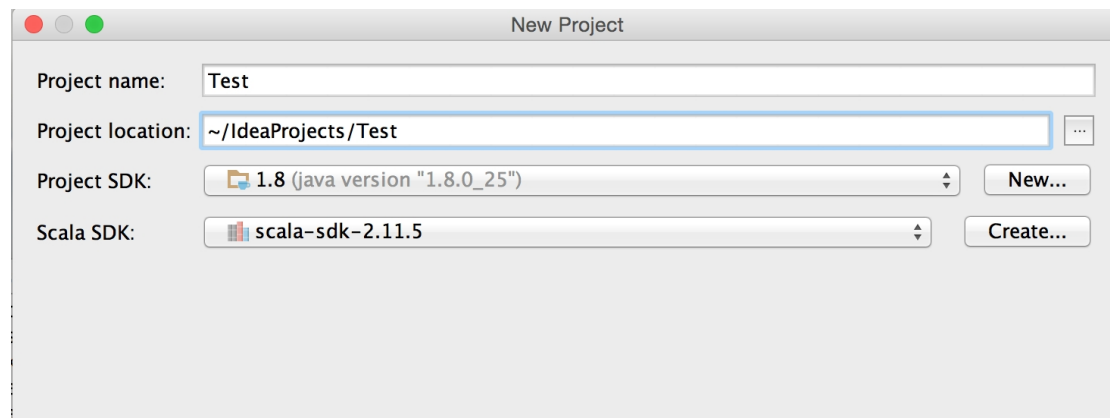 New Project
Project name: Test
Project location: ~/IdeaProjects/Test ...
Project SDK: 1.8 (java version "1.8.0_25") New...
Scala SDK: scala-sdk-2.11.5 Create...